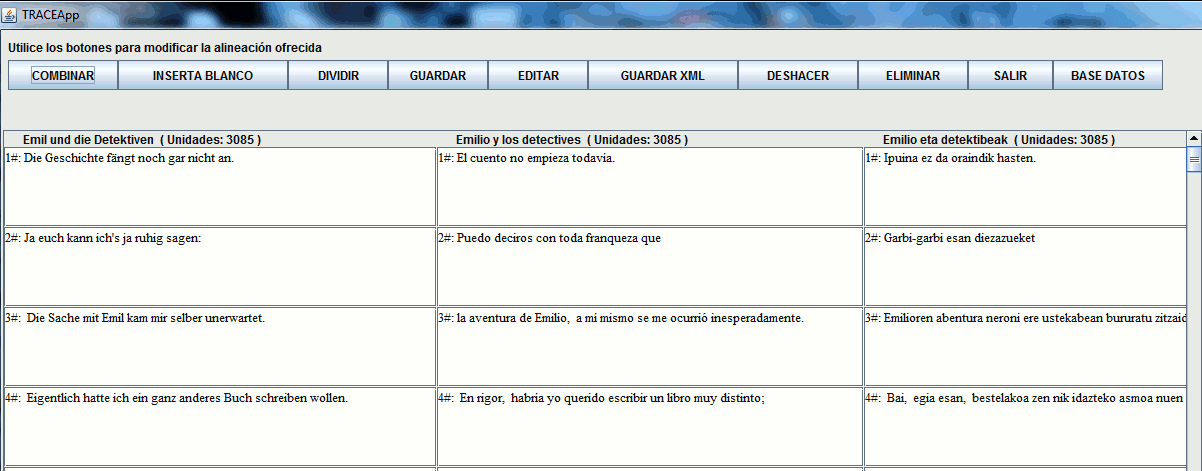 TRACEApp
Utilice los botones para modificar la alineación ofrecida
COMBINAR INSERTA BLANCO DIVIDIR GUARDAR EDITAR GUARDAR XML DESHACER ELIMINAR SALIR BASE DATOS
Emil und die Detektiven ( Unidades: 3085 ) Emilio y los detectives ( Unidades: 3085 ) Emilio eta detektibeak ( Unidades: 3085 )
1#: Die Geschichte fängt noch gar nicht an. 1#: El cuento no empieza todavia. 1#: Ipuina ez da oraindik hasten.
2#: Ja euch kann ich's ja ruhig sagen: 2#: Puedo deciros con toda franqueza que 2#: Garbi-garbi esan diezazueket
3#: Die Sache mit Emil kam mir selber unerwartet. 3#: la aventura de Emilio, a mí mismo se me ocurrió inesperadamente. 3#: Emilioren abentura neroni ere ustekabean bururatu zitzaid
4#: Eigentlich hatte ich ein ganz anderes Buch schreiben wollen. 4#: En rigor, habria yo querido escribir un libro muy distinto; 4#: Bai, egia esan, bestelakoa zen nik idazteko asmoa nuen